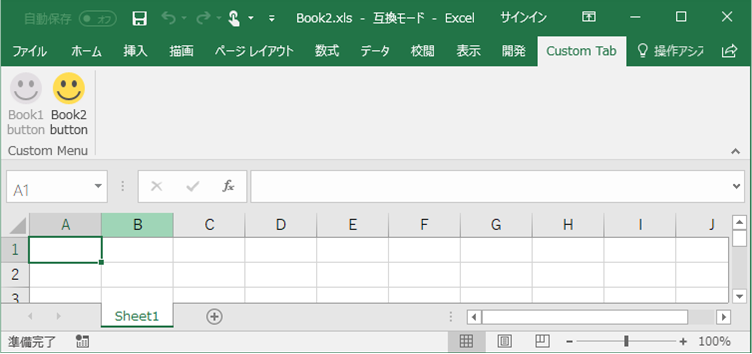 自動保存 オフ Book2.xls - 互換モード - Excel サインイン
ファイル ホーム 挿入 描画 ページ レイアウト 数式 データ 校閲 表示 開発 Custom Tab 操作アシス
Book1 button Book2 button
Custom Menu
A1 fx
A B C D E F G H I J
1
2
3
Sheet1
準備完了 100%